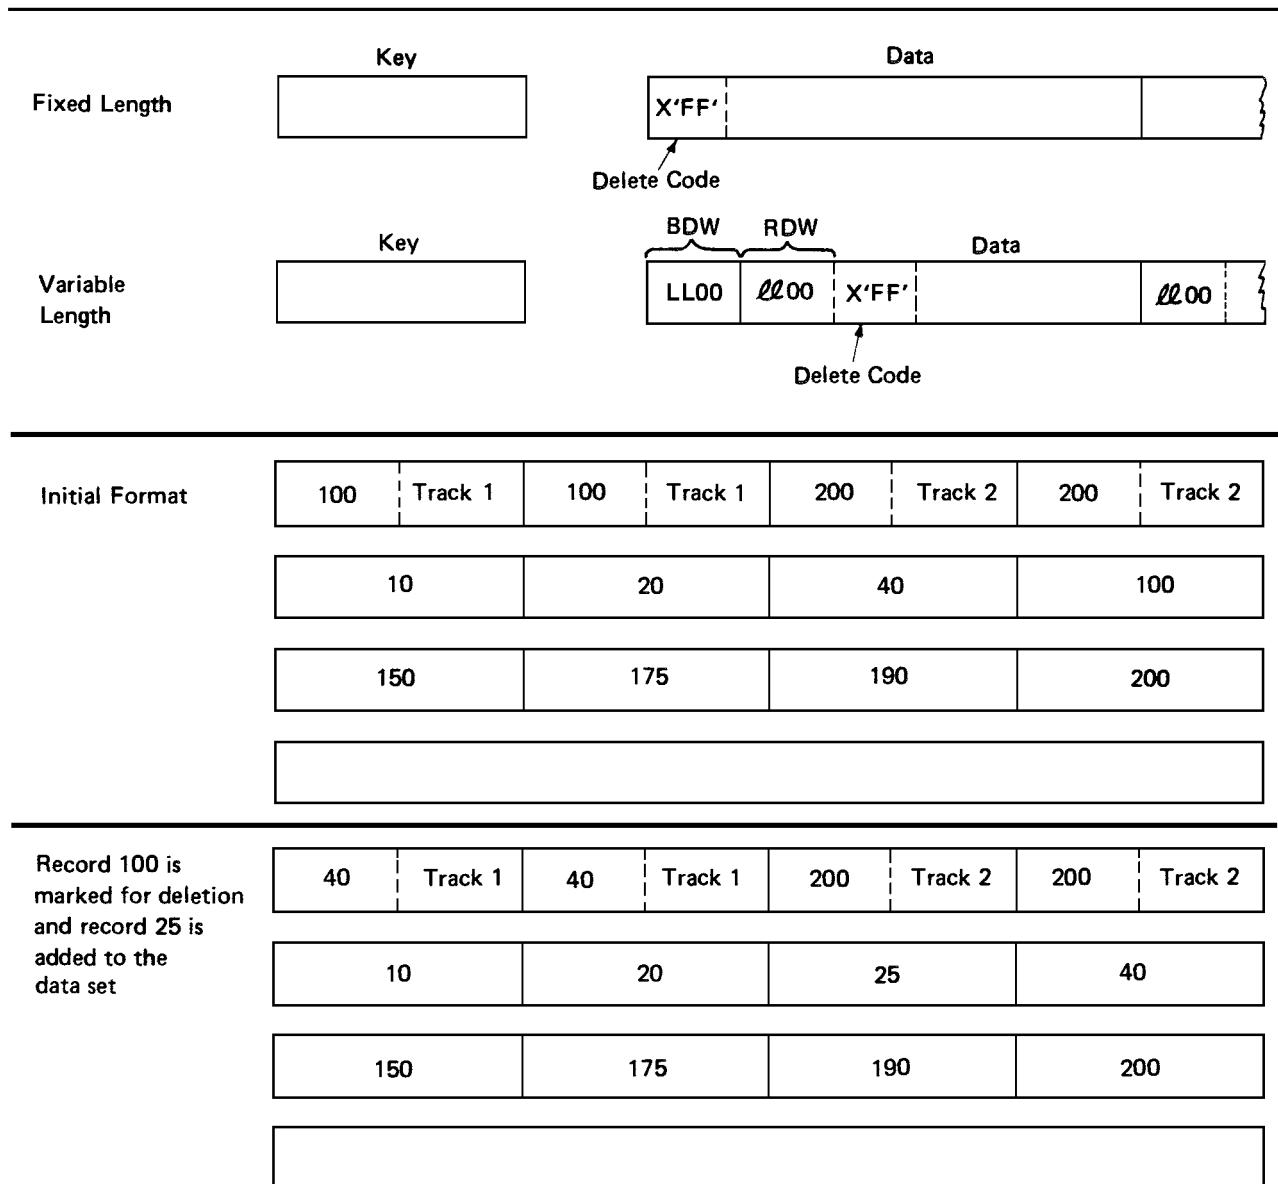 Key
Data
Fixed Length
X'FF'
Delete Code
BDW
RDW
Key
Data
Variable
Length
LL00
ll00
X'FF'
ll00
Delete Code
Initial Format
100 Track 1 100 Track 1 200 Track 2 200 Track 2
10 20 40 100
150 175 190 200
Record 100 is
marked for deletion
and record 25 is
added to the
data set
40 Track 1 40 Track 1 200 Track 2 200 Track 2
10 20 25 40
150 175 190 200